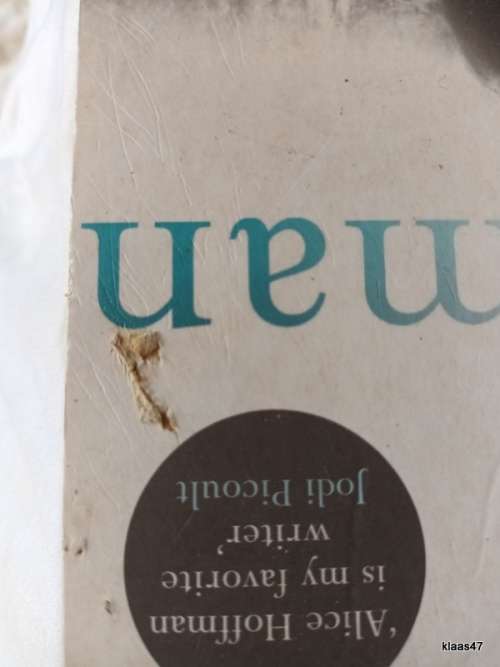 'Alice Hoffman
is my favorite
writer'
Jodi Picoult
man
klaas47